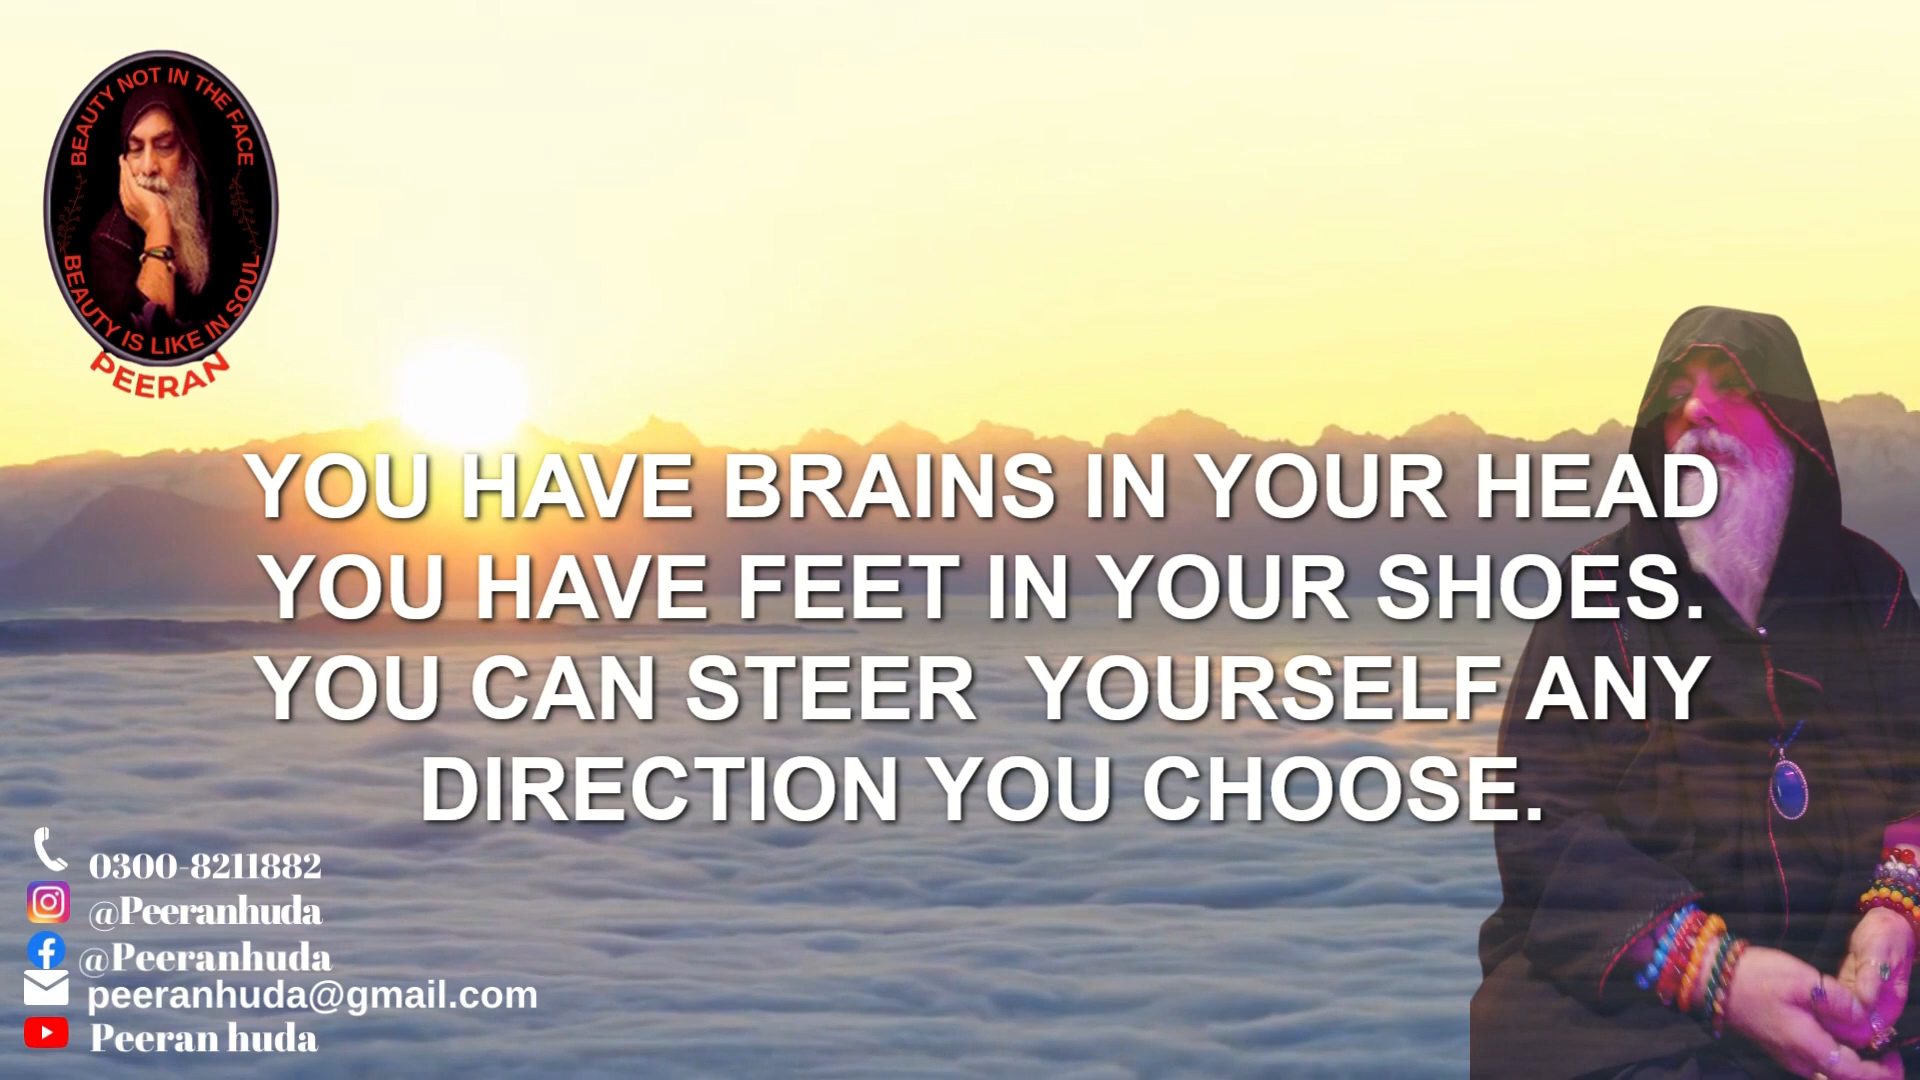 BEAUTY NOT IN THE FACE
BEAUTY IS LIKE IN SOUL
PEERAN
YOU HAVE BRAINS IN YOUR HEAD
YOU HAVE FEET IN YOUR SHOES.
YOU CAN STEER  YOURSELF ANY
DIRECTION YOU CHOOSE.
0300-8211882
@Peeranhuda
@Peeranhuda
peeranhuda@gmail.com
Peeran huda